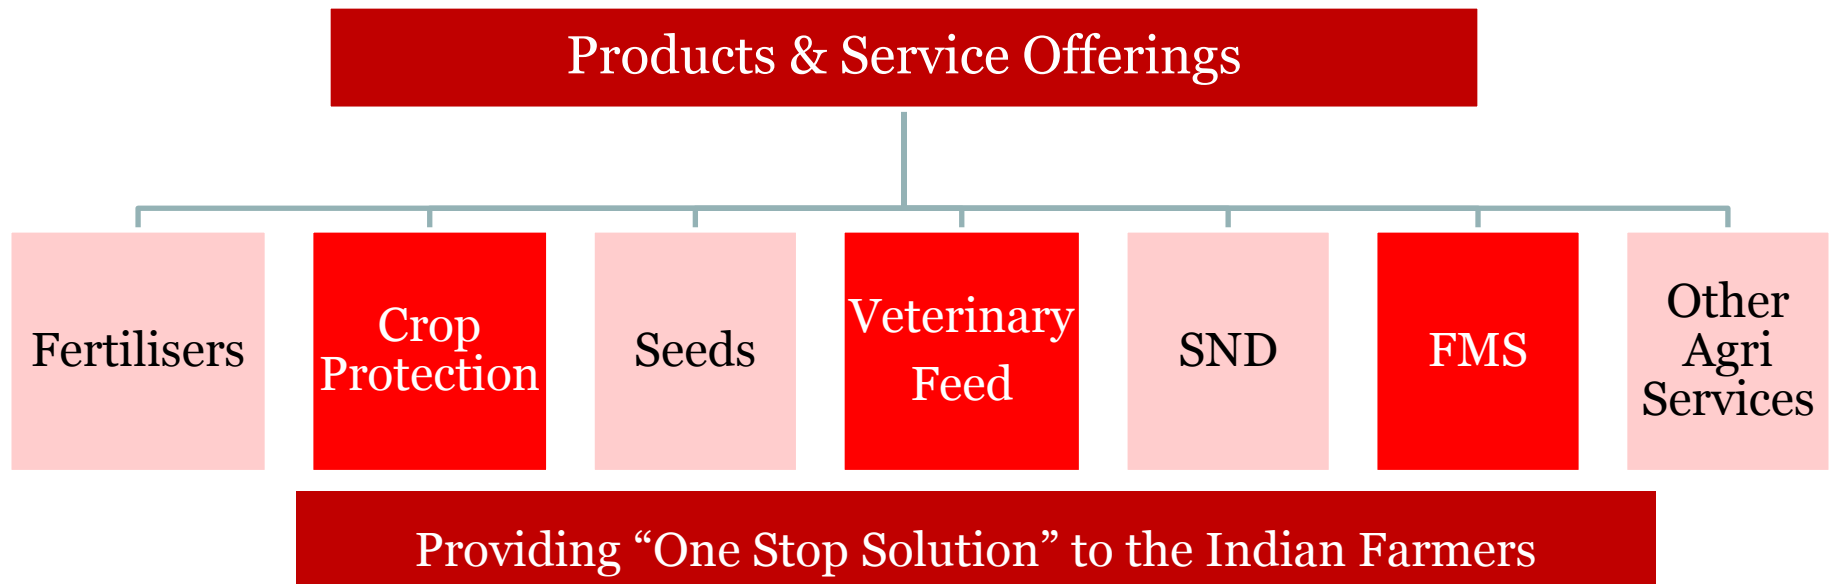 Products & Service Offerings
Fertilisers
Crop
Protection
Seeds
Veterinary
Feed
SND
FMS
Other
Agri
Services
Providing “One Stop Solution” to the Indian Farmers